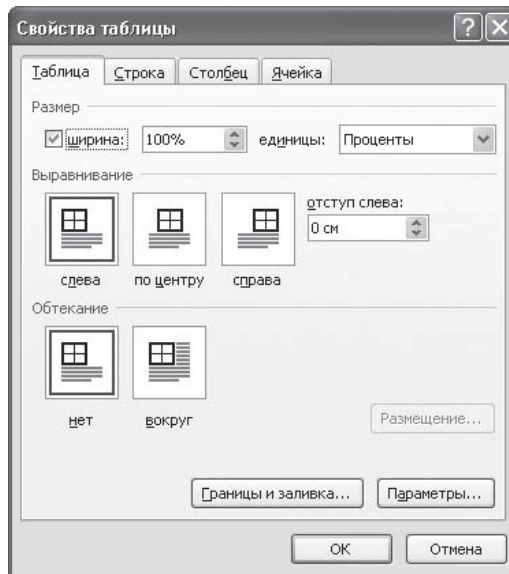 Свойства таблицы
Таблица Строка Столбец Ячейка
Размер
ширина: 100% единицы: Проценты
Выравнивание
отступ слева:
0 см
слева по центру справа
Обтекание
нет вокруг
Размещение...
Границы и заливка... Параметры...
ОК Отмена